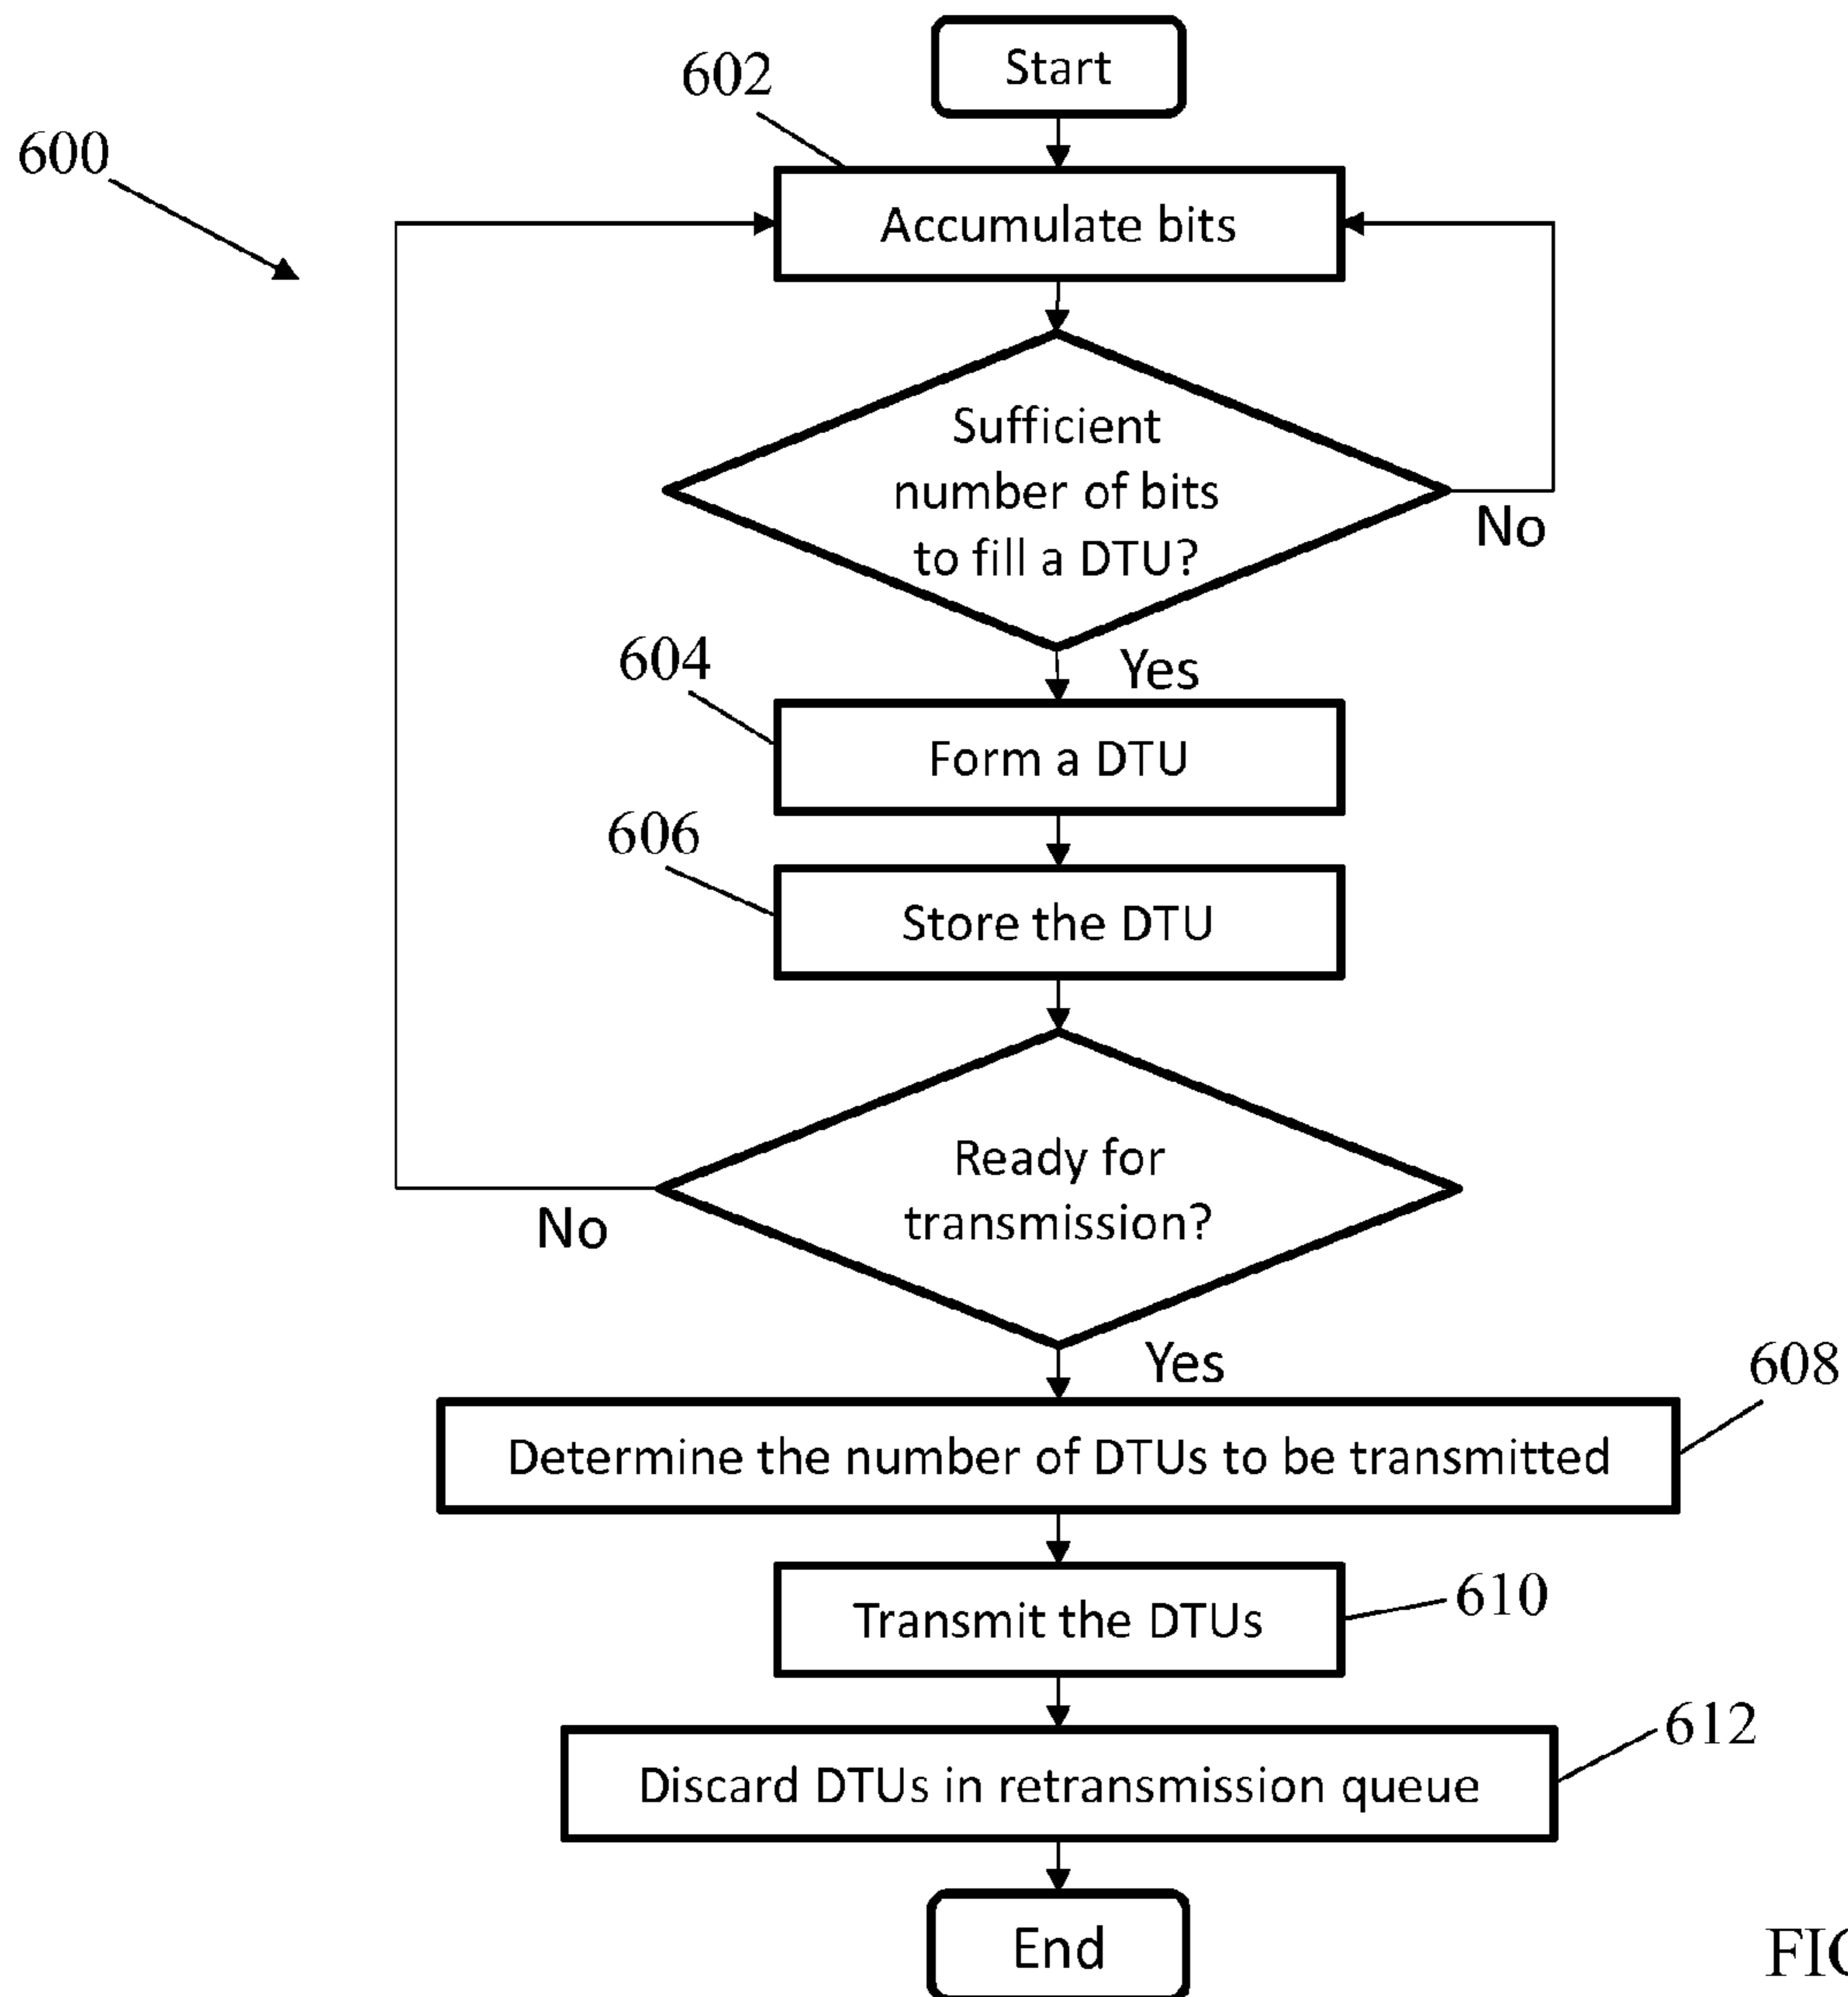 Start
602
600
Accumulate bits
Sufficient
number of bits
to fill a DTU?
No
Yes
604
Form a DTU
606
Store the DTU
Ready for
transmission?
No
Yes
608
Determine the number of DTUs to be transmitted
Transmit the DTUs
610
612
Discard DTUs in retransmission queue
End